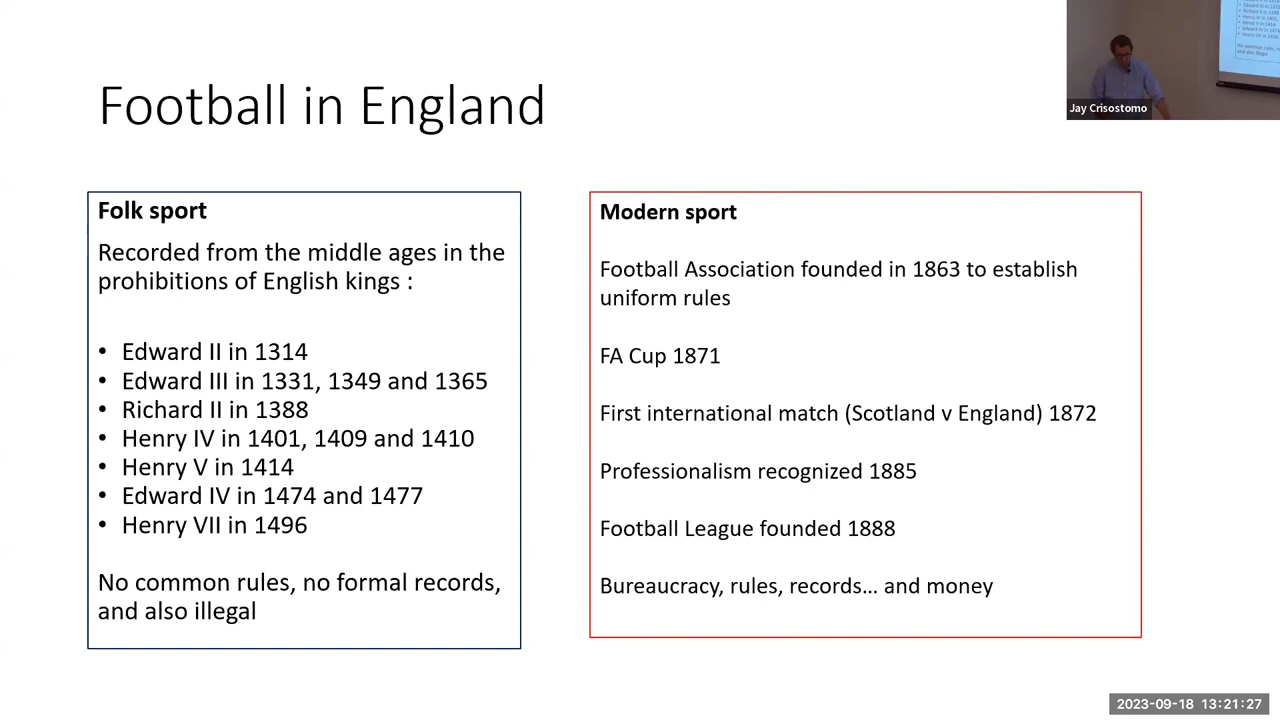 Football in England
Folk sport
Recorded from the middle ages in the
prohibitions of English kings :
• Edward II in 1314
• Edward III in 1331, 1349 and 1365
• Richard II in 1388
• Henry IV in 1401, 1409 and 1410
• Henry V in 1414
• Edward IV in 1474 and 1477
• Henry VII in 1496
No common rules, no formal records,
and also illegal
Modern sport
Football Association founded in 1863 to establish
uniform rules
FA Cup 1871
First international match (Scotland v England) 1872
Professionalism recognized 1885
Football League founded 1888
Bureaucracy, rules, records... and money
Jay Crisostomo
2023-09-18 13:21:27